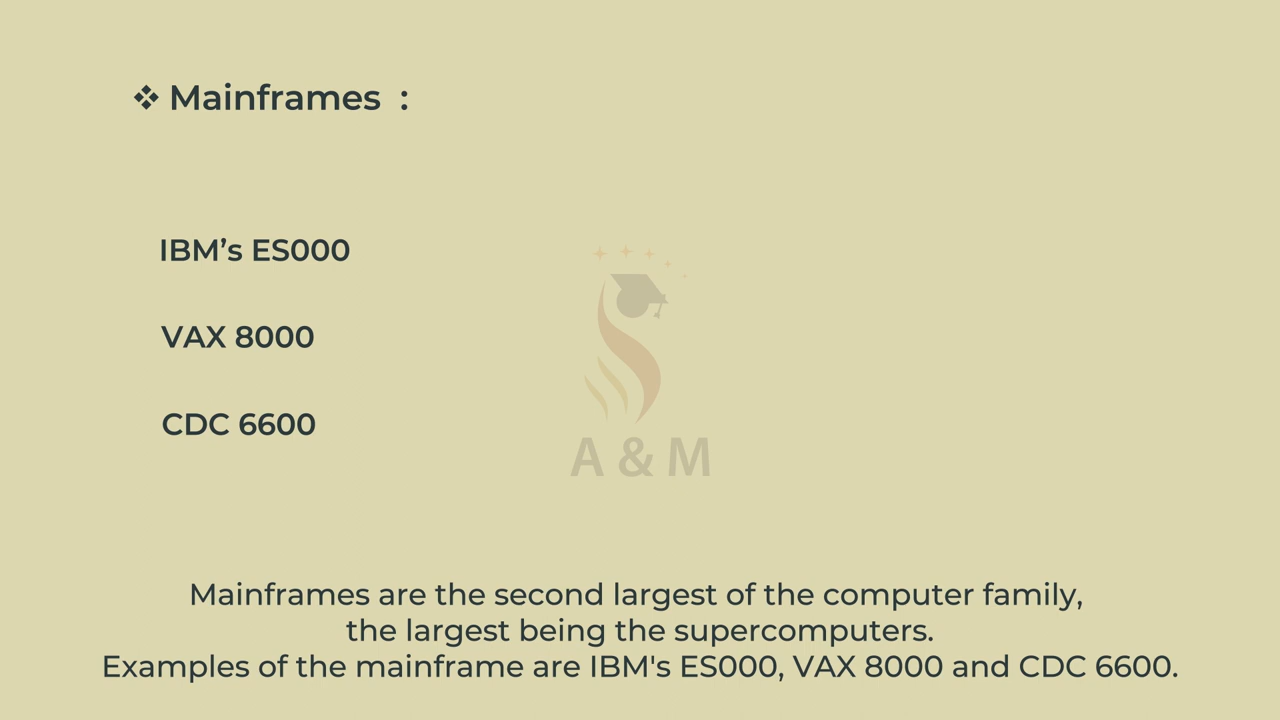 ❖ Mainframes :
IBM’s ES000
VAX 8000
CDC 6600
A & M
Mainframes are the second largest of the computer family,
the largest being the supercomputers.
Examples of the mainframe are IBM's ES000, VAX 8000 and CDC 6600.